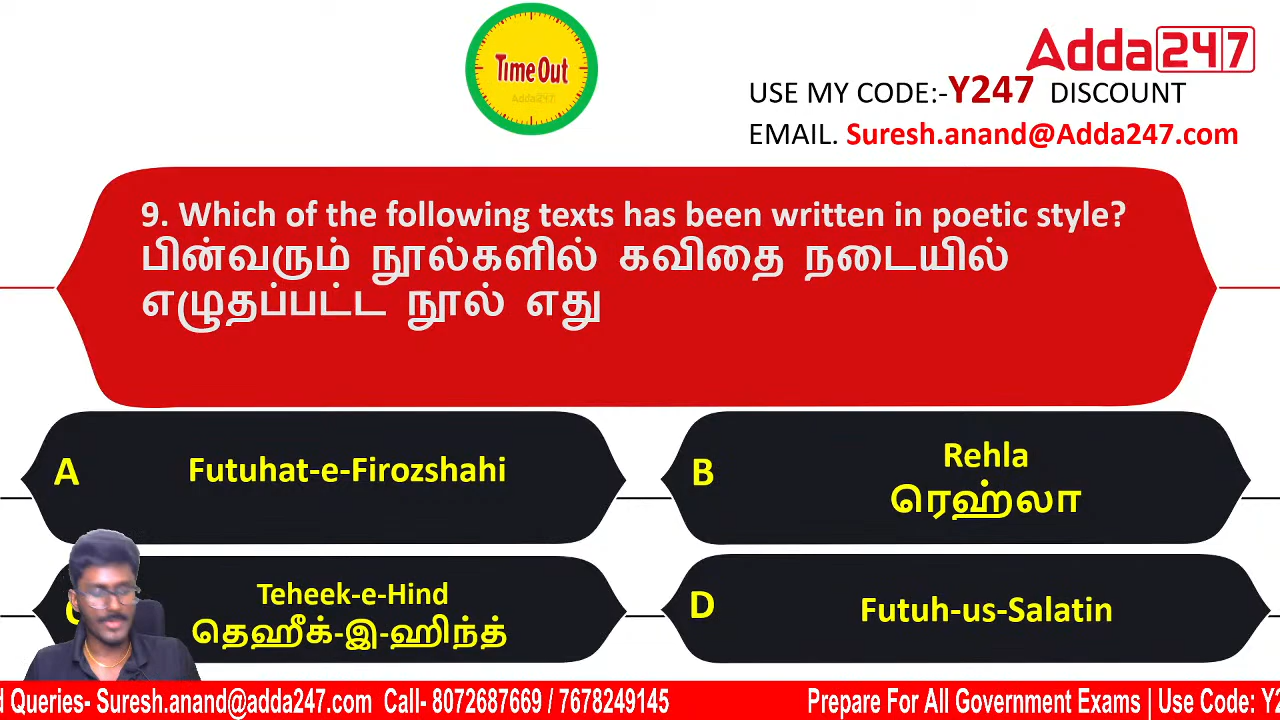 Time Out
Adda247
Adda247
USE MY CODE:-Y247 DISCOUNT
EMAIL. Suresh.anand@Adda247.com
9. Which of the following texts has been written in poetic style?
பின்வரும் நூல்களில் கவிதை நடையில்
எழுதப்பட்ட நூல் எது
A Futuhat-e-Firozshahi
B Rehla
ரெஹ்லா
Teheek-e-Hind
தெஹீக்-இ-ஹிந்த்
D Futuh-us-Salatin
Queries- Suresh.anand@adda247.com Call- 8072687669 / 7678249145 Prepare For All Government Exams | Use Code: